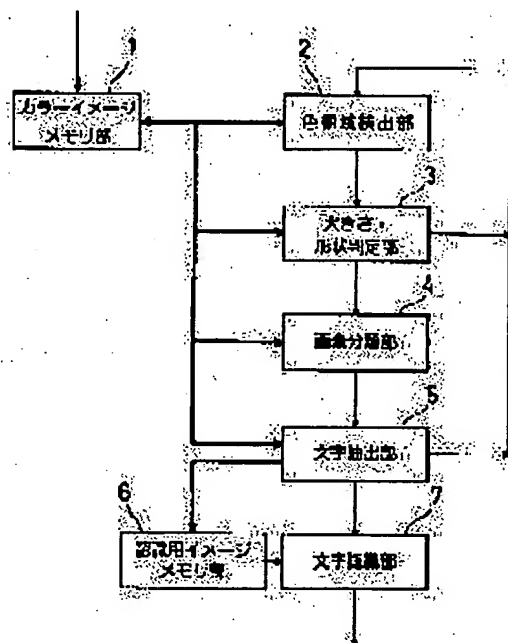 1
カラーイメージ
メモリ部
2
色領域検出部
3
大きさ・
形状判定部
4
画像分類部
5
文字抽出部
6
認識用イメージ
メモリ部
7
文字認識部